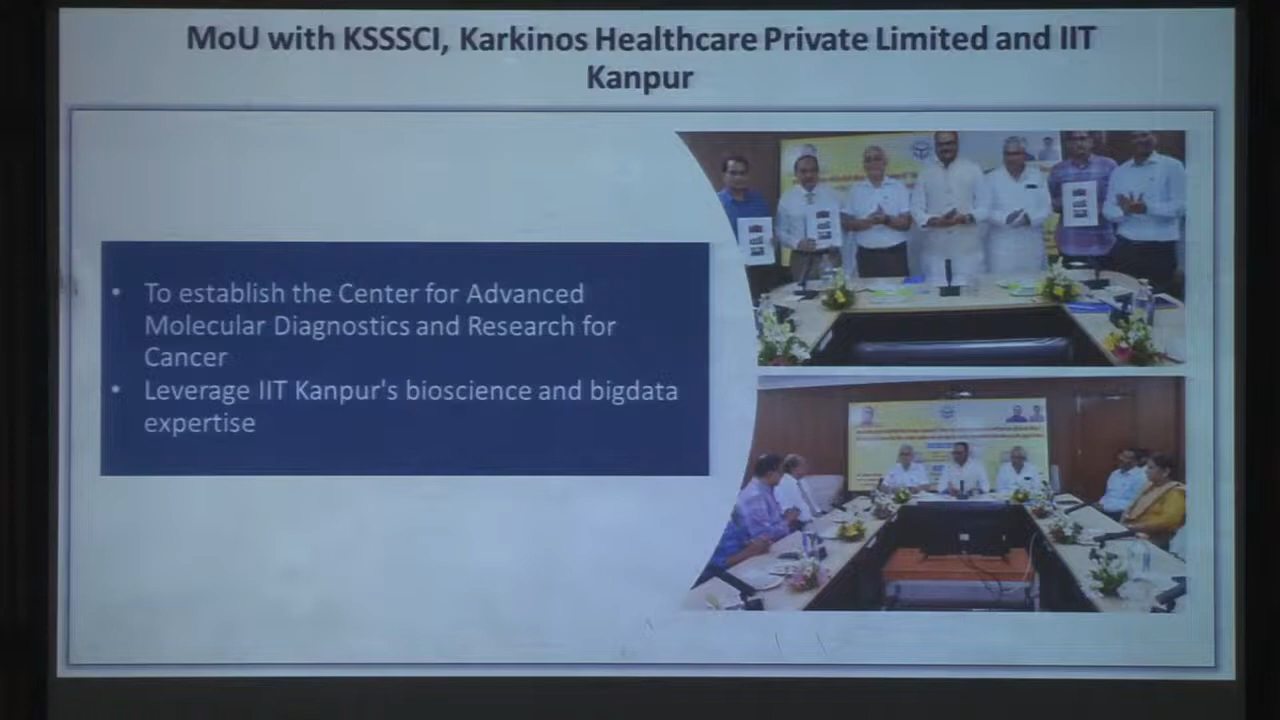 MoU with KSSSCI, Karkinos Healthcare Private Limited and IIT
Kanpur
• To establish the Center for Advanced
Molecular Diagnostics and Research for
Cancer
• Leverage IIT Kanpur's bioscience and bigdata
expertise